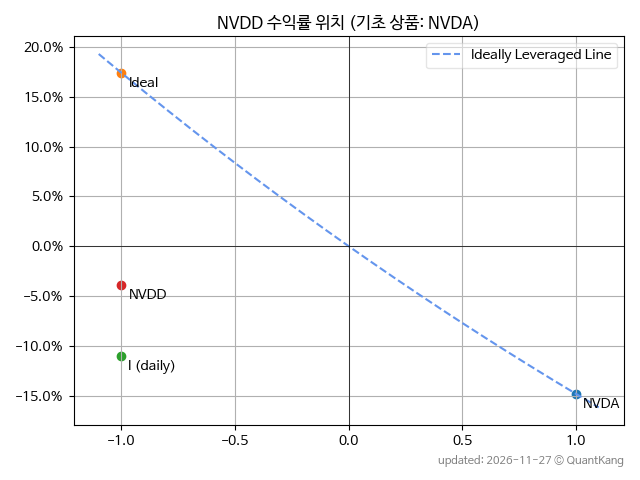 NVDD 수익률 위치 (기초 상품: NVDA)
Ideally Leveraged Line
20.0%
15.0%
10.0%
5.0%
0.0%
−5.0%
−10.0%
−15.0%
Ideal
NVDD
I (daily)
NVDA
−1.0
−0.5
0.0
0.5
1.0
updated: 2026-11-27 © QuantKang